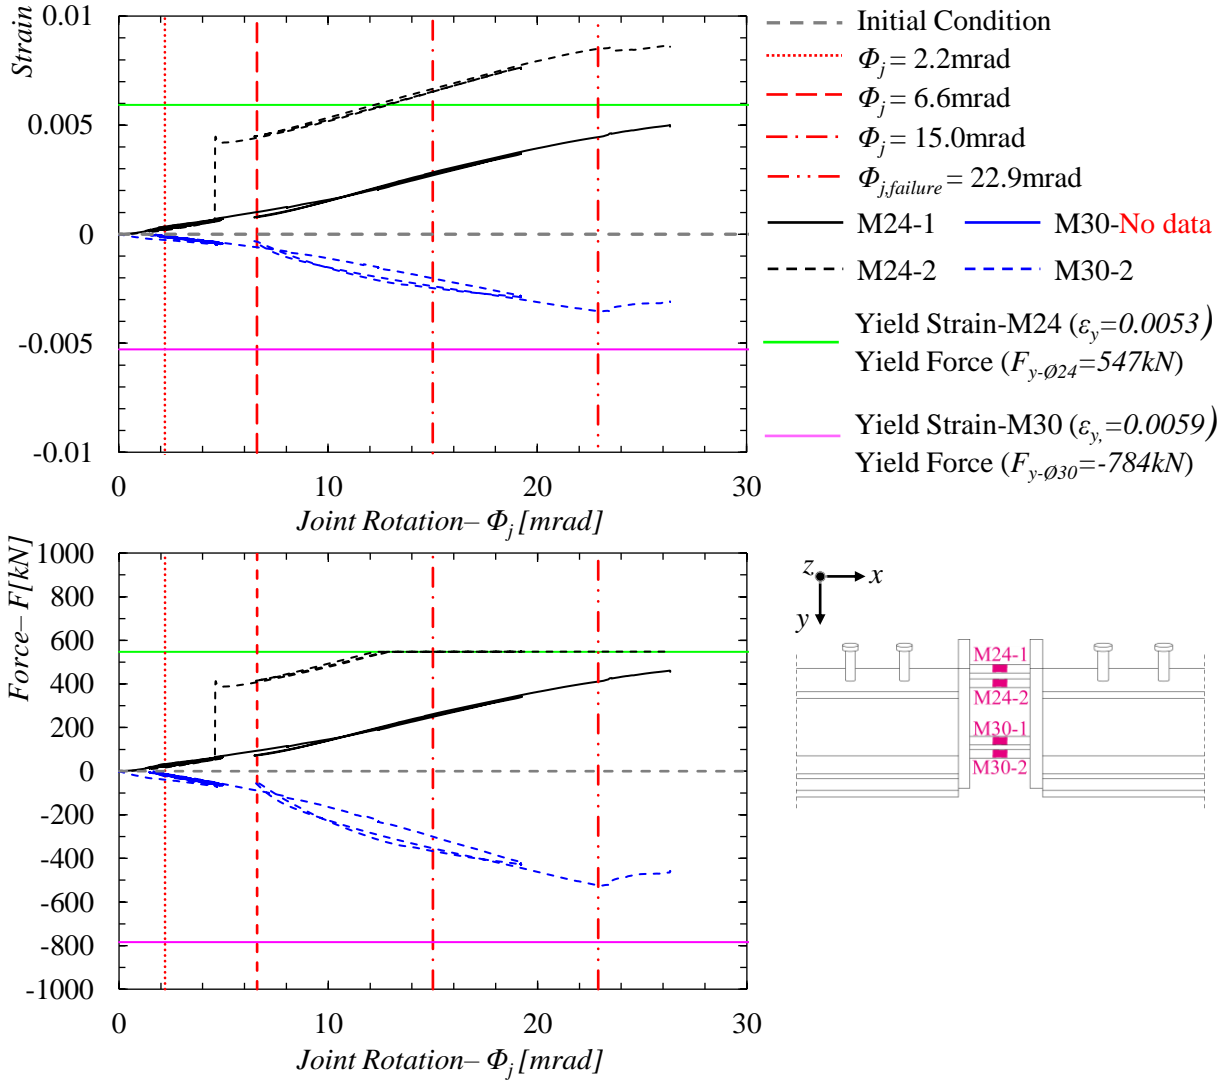 0.01
0.005
0
-0.005
-0.01
Strain
0 10 20 30
Joint Rotation– Φj [mrad]
Initial Condition
Φj = 2.2mrad
Φj = 6.6mrad
Φj = 15.0mrad
Φj,failure = 22.9mrad
M24-1 M30-No data
M24-2 M30-2
Yield Strain-M24 (εy=0.0053)
Yield Force (Fy-Ø24=547kN)
Yield Strain-M30 (εy,=0.0059)
Yield Force (Fy-Ø30=-784kN)
1000
800
600
400
200
0
-200
-400
-600
-800
-1000
Force– F[kN]
0 10 20 30
Joint Rotation– Φj [mrad]
z x
y
M24-1
M24-2
M30-1
M30-2